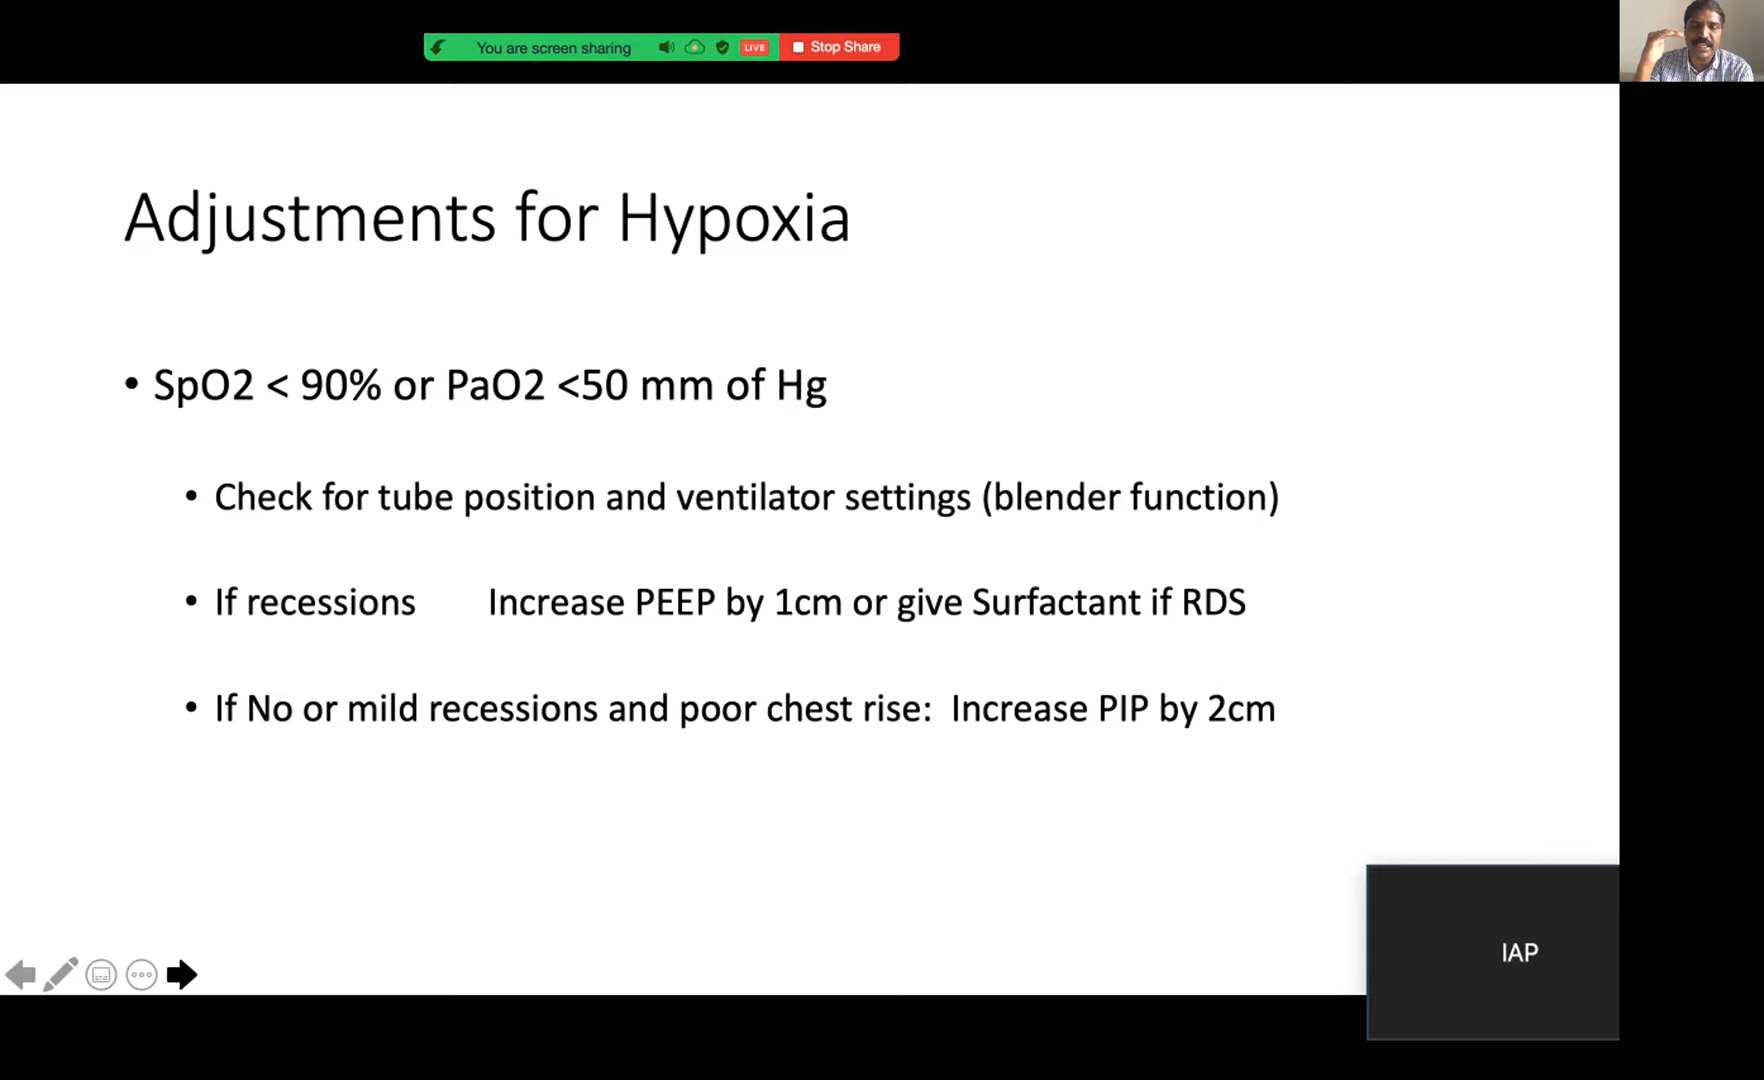 You are screen sharing LIVE Stop Share
Adjustments for Hypoxia
• SpO2 < 90% or PaO2 <50 mm of Hg
• Check for tube position and ventilator settings (blender function)
• If recessions Increase PEEP by 1cm or give Surfactant if RDS
• If No or mild recessions and poor chest rise: Increase PIP by 2cm
IAP